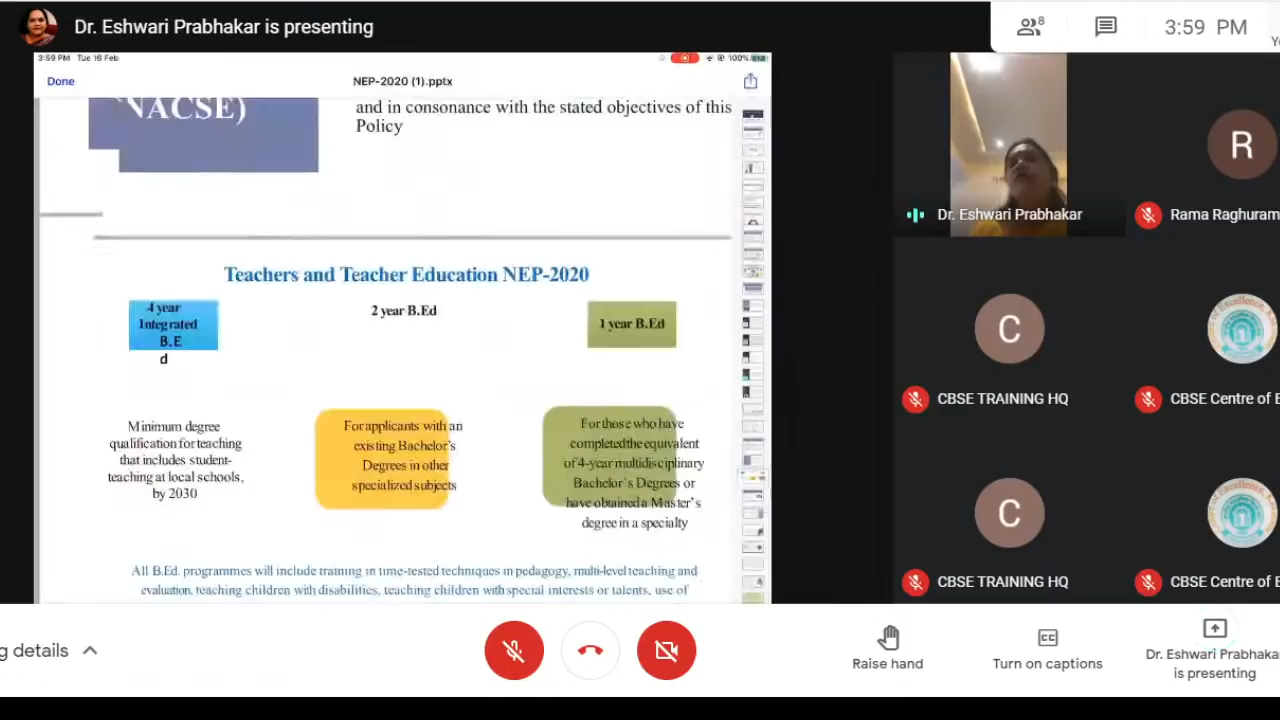 Dr. Eshwari Prabhakar is presenting
8
3:59 PM
3:59 PM Tue 16 Feb
100%
Done
NEP-2020 (1).pptx
NACSE)
and in consonance with the stated objectives of this
Policy
Teachers and Teacher Education NEP-2020
4 year
Integrated
B.E
d
2 year B.Ed
1 year B.Ed
Minimum degree
qualification for teaching
that includes student-
teaching at local schools,
by 2030
For applicants with an
existing Bachelor's
Degrees in other
specialized subjects
For those who have
completed the equivalent
of 4-year multidisciplinary
Bachelor's Degrees or
have obtained a Master's
degree in a specialty
All B.Ed. programmes will include training in time-tested techniques in pedagogy, multi-level teaching and
evaluation, teaching children with disabilities, teaching children with special interests or talents, use of
Dr. Eshwari Prabhakar
R
Rama Raghuram
C
CBSE TRAINING HQ
CBSE Centre of E
C
CBSE TRAINING HQ
CBSE Centre of E
g details
Raise hand
Turn on captions
Dr. Eshwari Prabhaka
is presenting